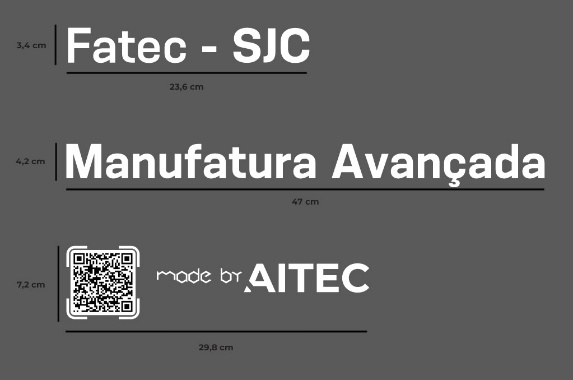 3,4 cm
Fatec - SJC
23,6 cm
4,2 cm
Manufatura Avançada
47 cm
7,2 cm
made by AITEC
29,8 cm